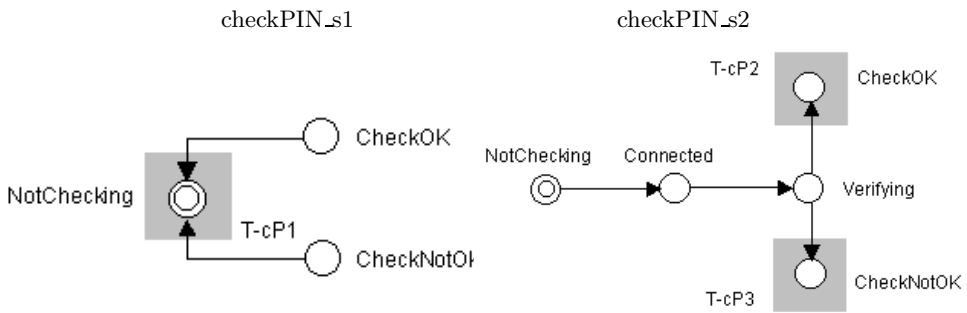 checkPIN_s1
CheckOK
NotChecking
T-cP1
CheckNotOK
checkPIN_s2
T-cP2
CheckOK
NotChecking
Connected
Verifying
CheckNotOK
T-cP3